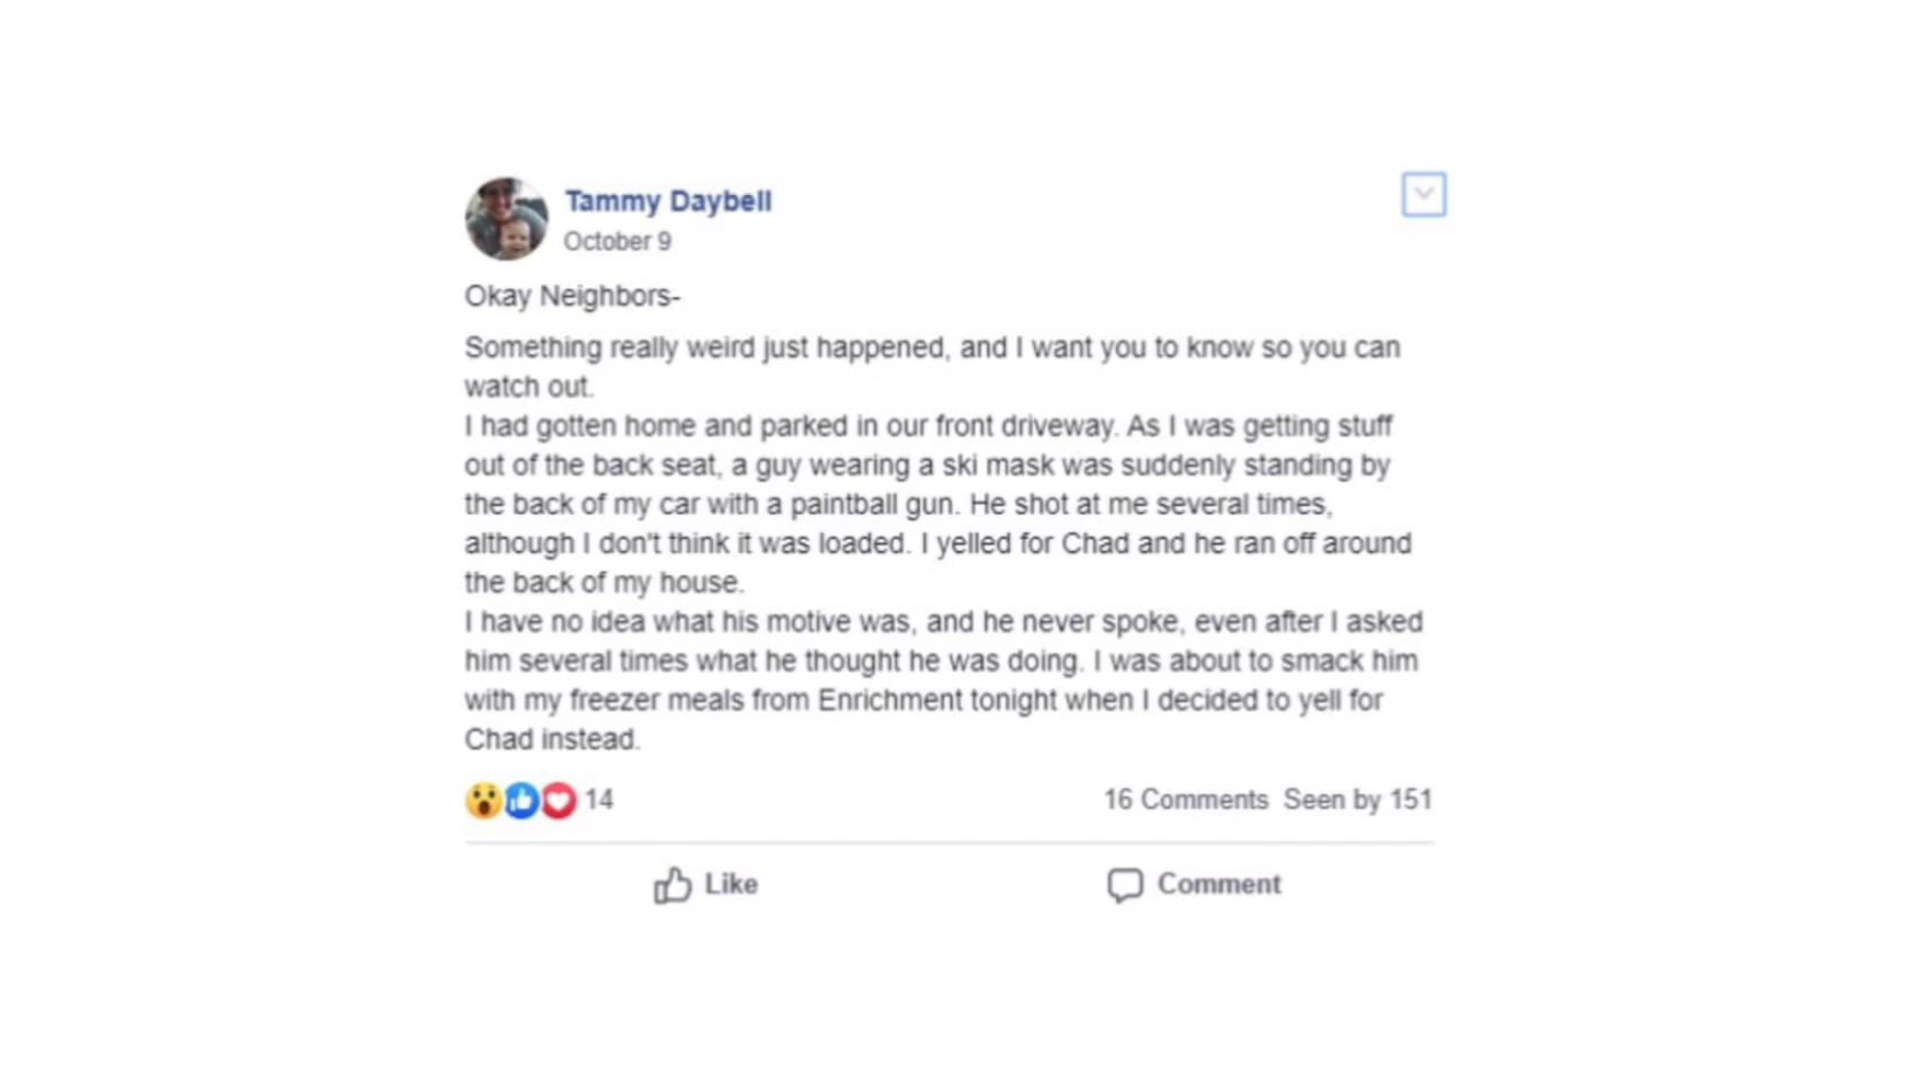 Tammy Daybell
October 9
Okay Neighbors-
Something really weird just happened, and I want you to know so you can
watch out.
I had gotten home and parked in our front driveway. As I was getting stuff
out of the back seat, a guy wearing a ski mask was suddenly standing by
the back of my car with a paintball gun. He shot at me several times,
although I don't think it was loaded. I yelled for Chad and he ran off around
the back of my house.
I have no idea what his motive was, and he never spoke, even after I asked
him several times what he thought he was doing. I was about to smack him
with my freezer meals from Enrichment tonight when I decided to yell for
Chad instead.
14 16 Comments Seen by 151
Like Comment